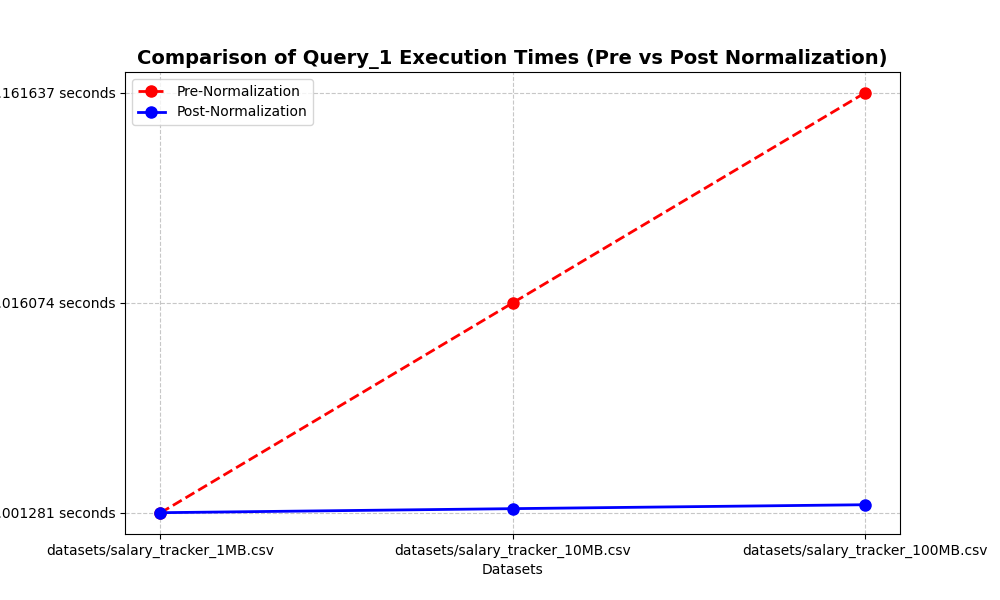 Comparison of Query_1 Execution Times (Pre vs Post Normalization)
Pre-Normalization
Post-Normalization
.161637 seconds
.016074 seconds
.001281 seconds
datasets/salary_tracker_1MB.csv
datasets/salary_tracker_10MB.csv
datasets/salary_tracker_100MB.csv
Datasets